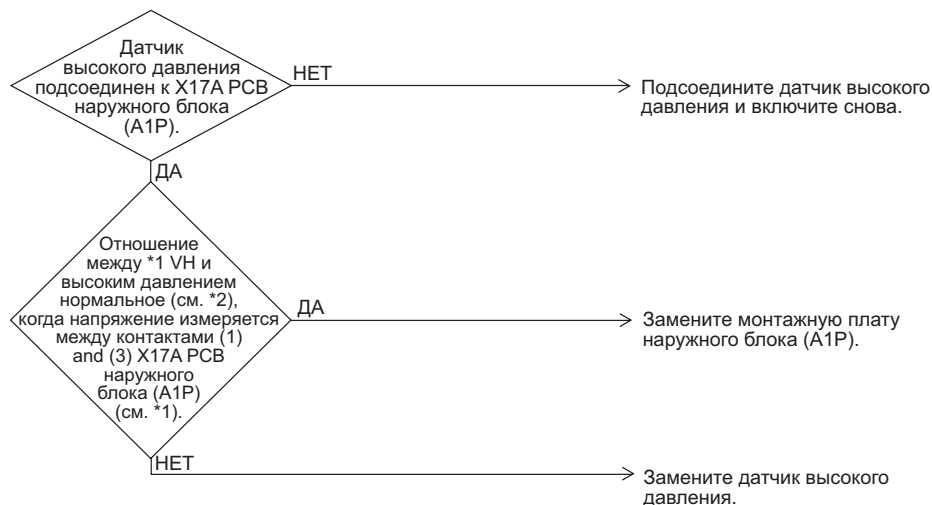 Датчик
высокого давления
подсоединен к X17A PCB
наружного блока
(A1P).
НЕТ
Подсоедините датчик высокого
давления и включите снова.
ДА
Отношение
между *1 VH и
высоким давлением
нормальное (см. *2),
когда напряжение измеряется
между контактами (1)
and (3) X17A PCB
наружного
блока (A1P)
(см. *1).
ДА
Замените монтажную плату
наружного блока (A1P).
НЕТ
Замените датчик высокого
давления.